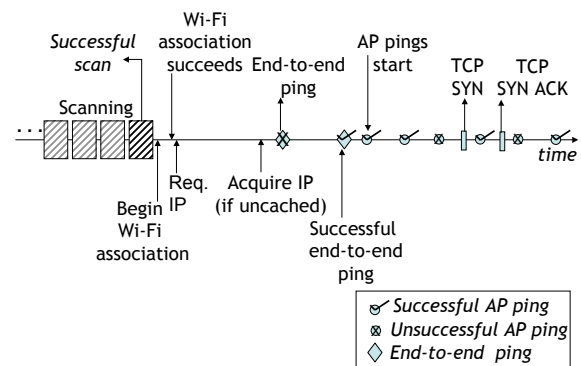 Wi-Fi
association
succeeds
Successful
scan
End-to-end
ping
AP pings
start
TCP
SYN
TCP
SYN ACK
Scanning
...
time
Req.
IP
Begin
Wi-Fi
association
Acquire IP
(if uncached)
Successful
end-to-end
ping
Successful AP ping
Unsuccessful AP ping
End-to-end ping